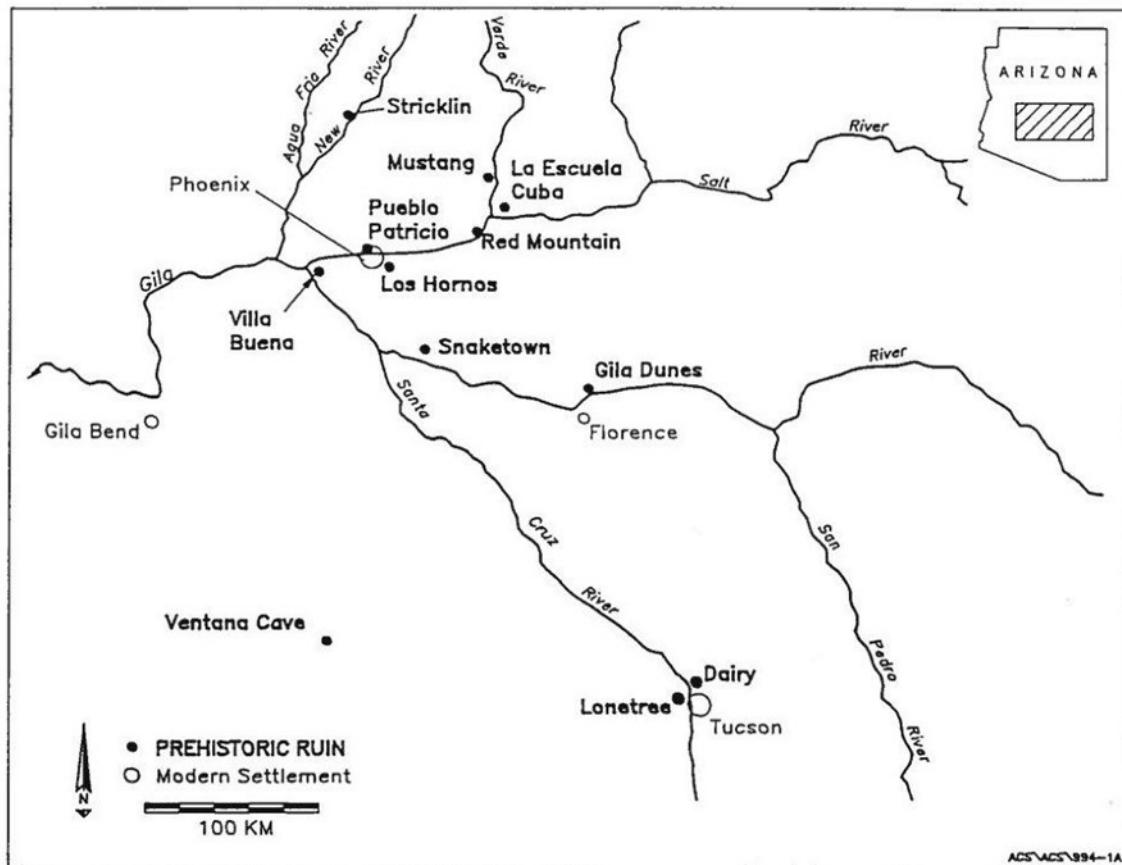 Agua Fria River
New River
Verde River
ARIZONA
Stricklin
River
Mustang
La Escuela
Cuba
Salt
Phoenix
Pueblo
Patricio
Red Mountain
Gila
Los Hornos
Villa
Buena
Snaketown
River
Gila Dunes
Santa
Gila Bend
Florence
Cruz
San
River
Ventana Cave
Pedro
Dairy
Lonetree
Tucson
River
PREHISTORIC RUIN
Modern Settlement
N
100 KM
ACS\ACS\994-1A